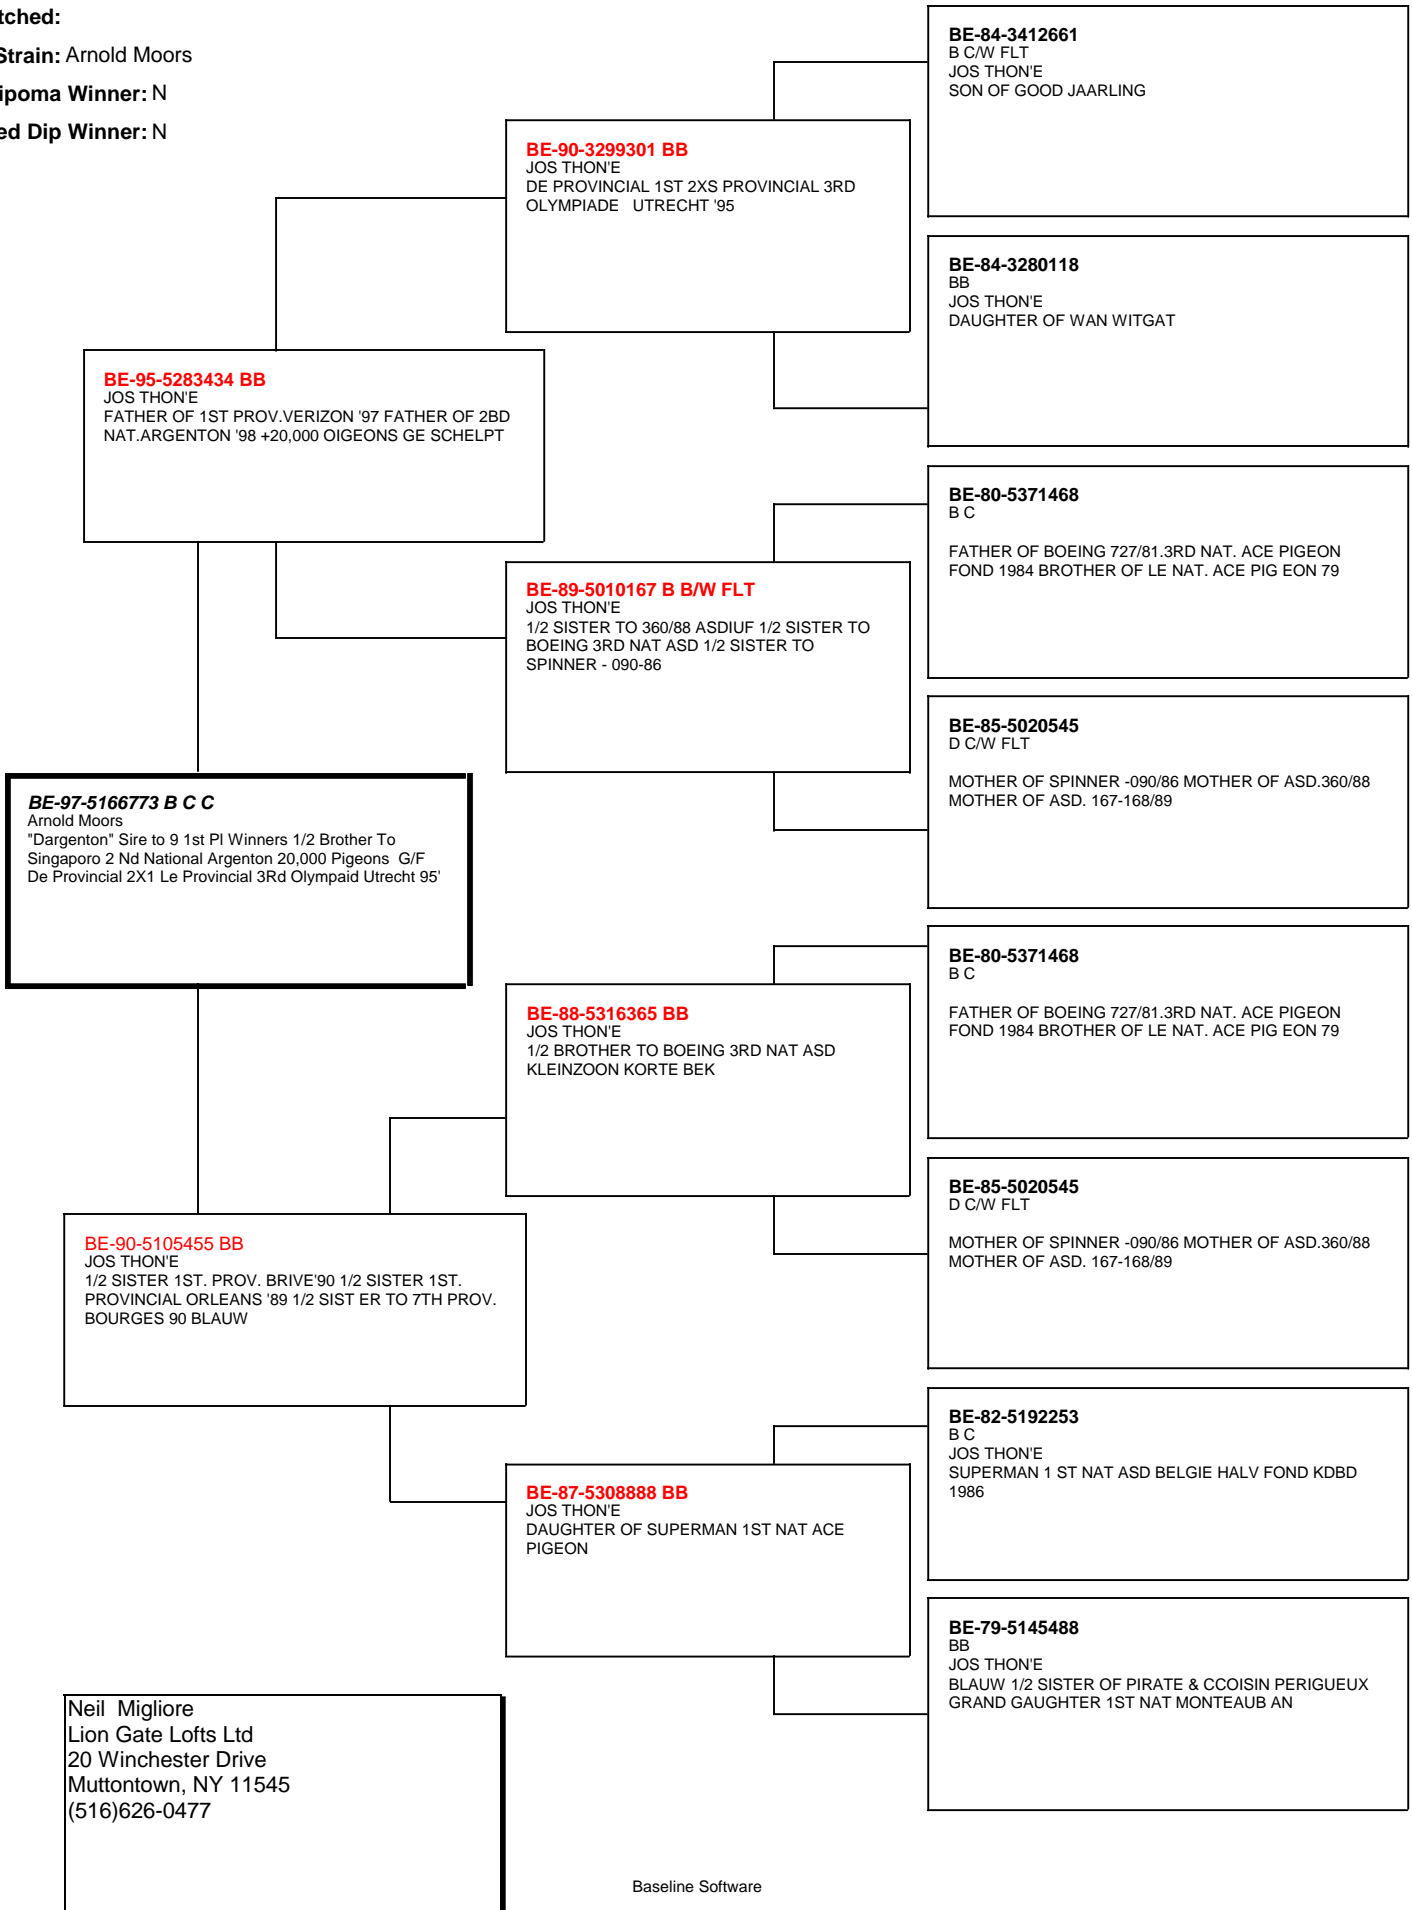 tched:
Strain: Arnold Moors
ipoma Winner: N
ed Dip Winner: N
BE-84-3412661
B C/W FLT
JOS THON'E
SON OF GOOD JAARLING
BE-90-3299301 BB
JOS THON'E
DE PROVINCIAL 1ST 2XS PROVINCIAL 3RD
OLYMPIADE UTRECHT '95
BE-84-3280118
BB
JOS THON'E
DAUGHTER OF WAN WITGAT
BE-95-5283434 BB
JOS THON'E
FATHER OF 1ST PROV.VERIZON '97 FATHER OF 2BD
NAT.ARGENTON '98 +20,000 OIGEONS GE SCHELPT
BE-80-5371468
B C
FATHER OF BOEING 727/81.3RD NAT. ACE PIGEON
FOND 1984 BROTHER OF LE NAT. ACE PIG EON 79
BE-89-5010167 B B/W FLT
JOS THON'E
1/2 SISTER TO 360/88 ASDIUF 1/2 SISTER TO
BOEING 3RD NAT ASD 1/2 SISTER TO
SPINNER - 090-86
BE-85-5020545
D C/W FLT
MOTHER OF SPINNER -090/86 MOTHER OF ASD.360/88
MOTHER OF ASD. 167-168/89
BE-97-5166773 B C C
Arnold Moors
"Dargenton" Sire to 9 1st Pl Winners 1/2 Brother To
Singaporo 2 Nd National Argenton 20,000 Pigeons G/F
De Provincial 2X1 Le Provincial 3Rd Olympaid Utrecht 95'
BE-80-5371468
B C
FATHER OF BOEING 727/81.3RD NAT. ACE PIGEON
FOND 1984 BROTHER OF LE NAT. ACE PIG EON 79
BE-88-5316365 BB
JOS THON'E
1/2 BROTHER TO BOEING 3RD NAT ASD
KLEINZOON KORTE BEK
BE-85-5020545
D C/W FLT
MOTHER OF SPINNER -090/86 MOTHER OF ASD.360/88
MOTHER OF ASD. 167-168/89
BE-90-5105455 BB
JOS THON'E
1/2 SISTER 1ST. PROV. BRIVE'90 1/2 SISTER 1ST.
PROVINCIAL ORLEANS '89 1/2 SIST ER TO 7TH PROV.
BOURGES 90 BLAUW
BE-82-5192253
B C
JOS THON'E
SUPERMAN 1 ST NAT ASD BELGIE HALV FOND KDBD
1986
BE-87-5308888 BB
JOS THON'E
DAUGHTER OF SUPERMAN 1ST NAT ACE
PIGEON
BE-79-5145488
BB
JOS THON'E
BLAUW 1/2 SISTER OF PIRATE & CCOISIN PERIGUEUX
GRAND GAUGHTER 1ST NAT MONTEAUB AN
Neil Migliore
Lion Gate Lofts Ltd
20 Winchester Drive
Muttontown, NY 11545
(516)626-0477
Baseline Software